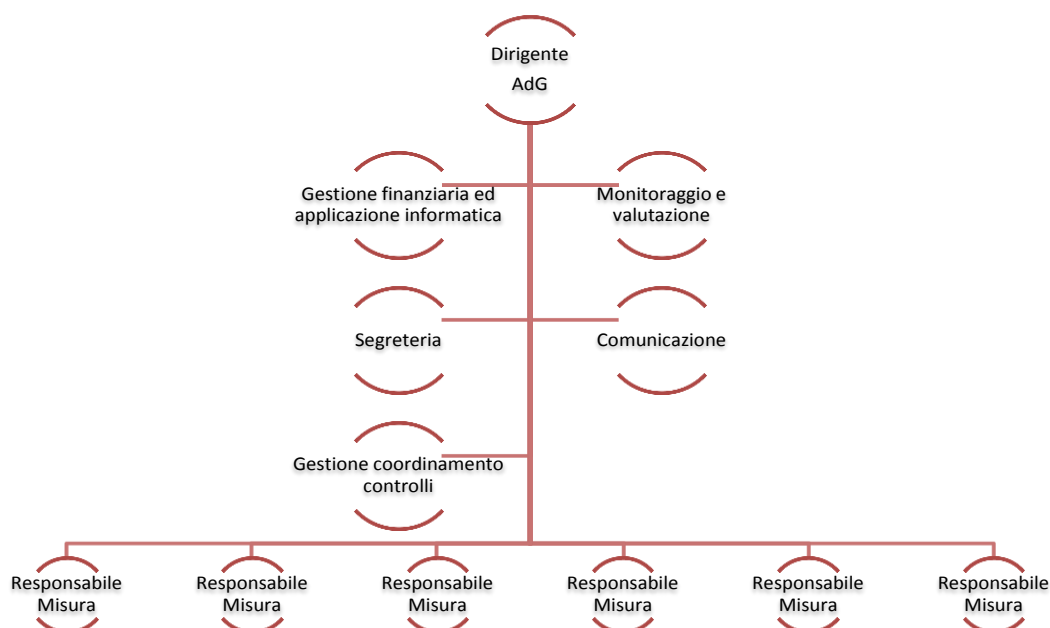 Dirigente
AdG
Gestione finanziaria ed
applicazione informatica
Monitoraggio e
valutazione
Segreteria
Comunicazione
Gestione coordinamento
controlli
Responsabile
Misura
Responsabile
Misura
Responsabile
Misura
Responsabile
Misura
Responsabile
Misura
Responsabile
Misura